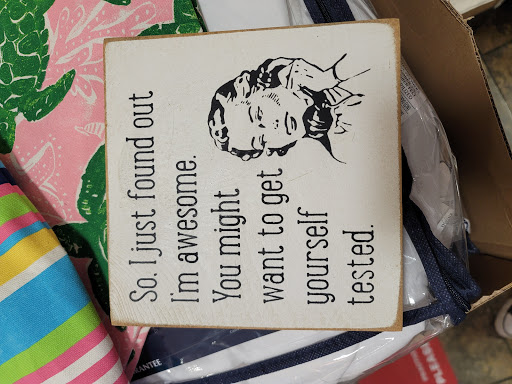 So. I just found out
I'm awesome.
You might
want to get
yourself
tested.